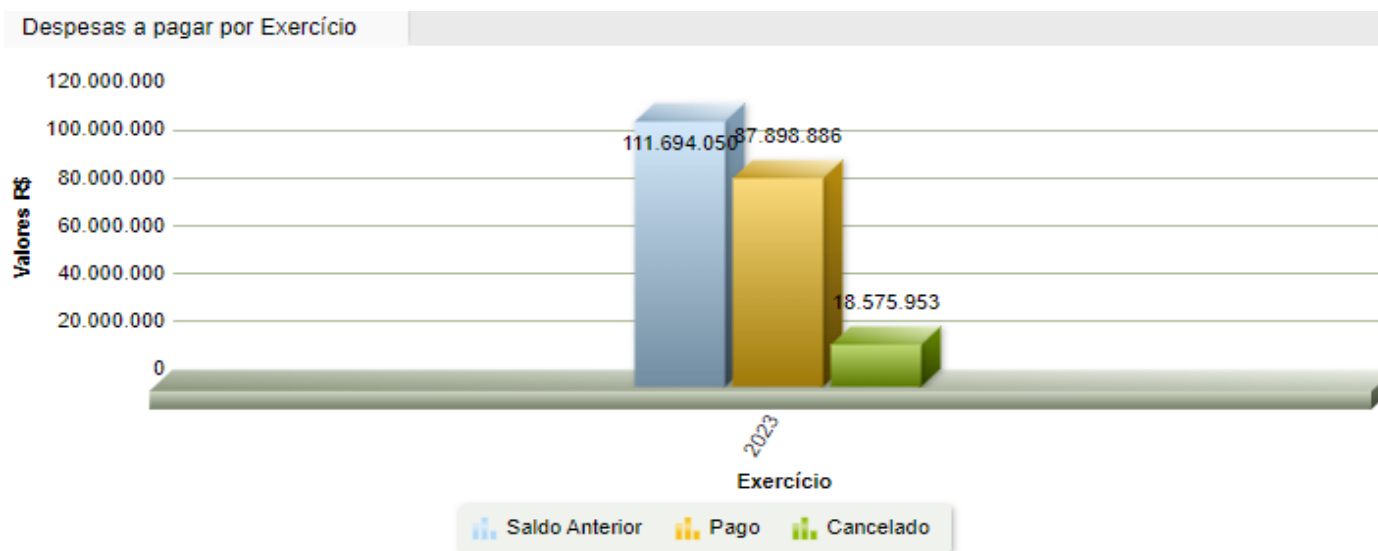 Despesas a pagar por Exercício
Valores R$
120.000.000
100.000.000
80.000.000
60.000.000
40.000.000
20.000.000
0
111.694.050
87.898.886
18.575.953
2023
Exercício
Saldo Anterior Pago Cancelado